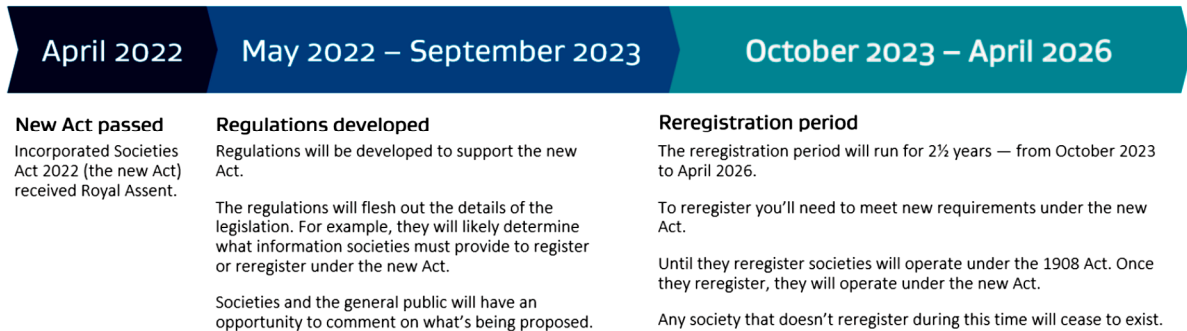 April 2022
May 2022 – September 2023
October 2023 – April 2026
New Act passed
Incorporated Societies
Act 2022 (the new Act)
received Royal Assent.
Regulations developed
Regulations will be developed to support the new
Act.
The regulations will flesh out the details of the
legislation. For example, they will likely determine
what information societies must provide to register
or reregister under the new Act.
Societies and the general public will have an
opportunity to comment on what's being proposed.
Reregistration period
The reregistration period will run for 2½ years — from October 2023
to April 2026.
To reregister you'll need to meet new requirements under the new
Act.
Until they reregister societies will operate under the 1908 Act. Once
they reregister, they will operate under the new Act.
Any society that doesn't reregister during this time will cease to exist.